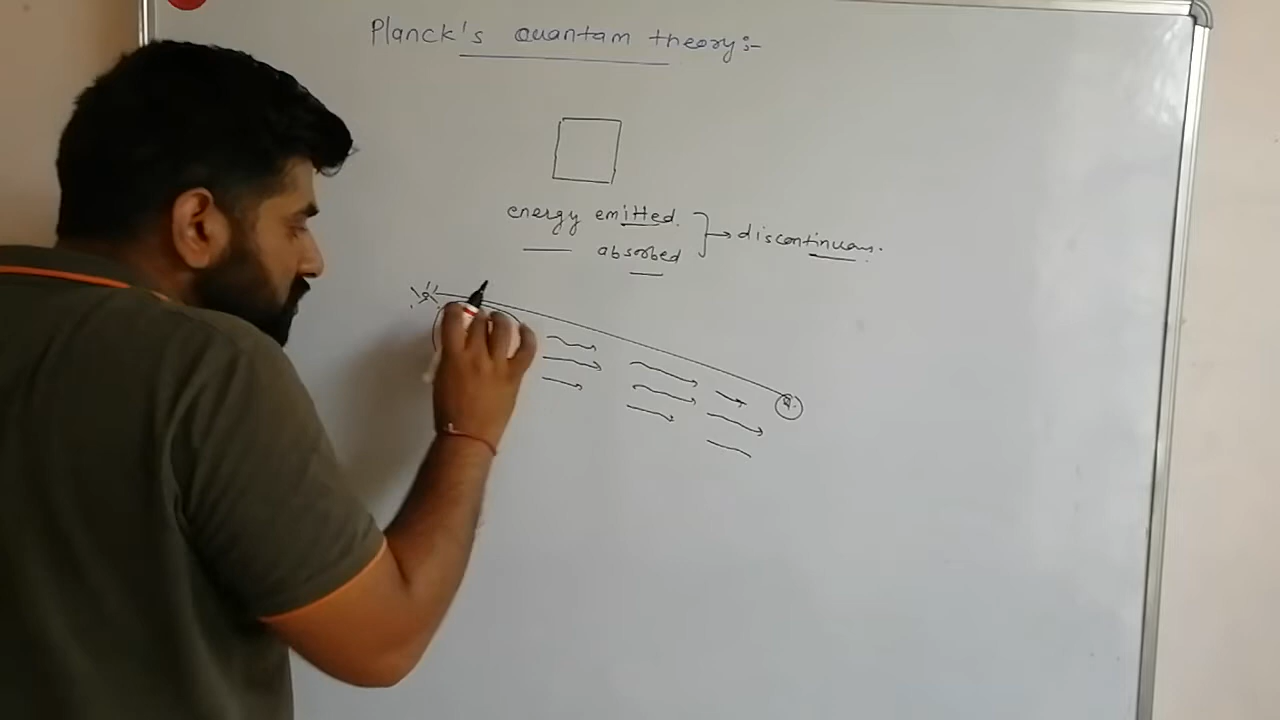 Planck's quantam theory:-
energy emitted.
absorbed
discontinuous.